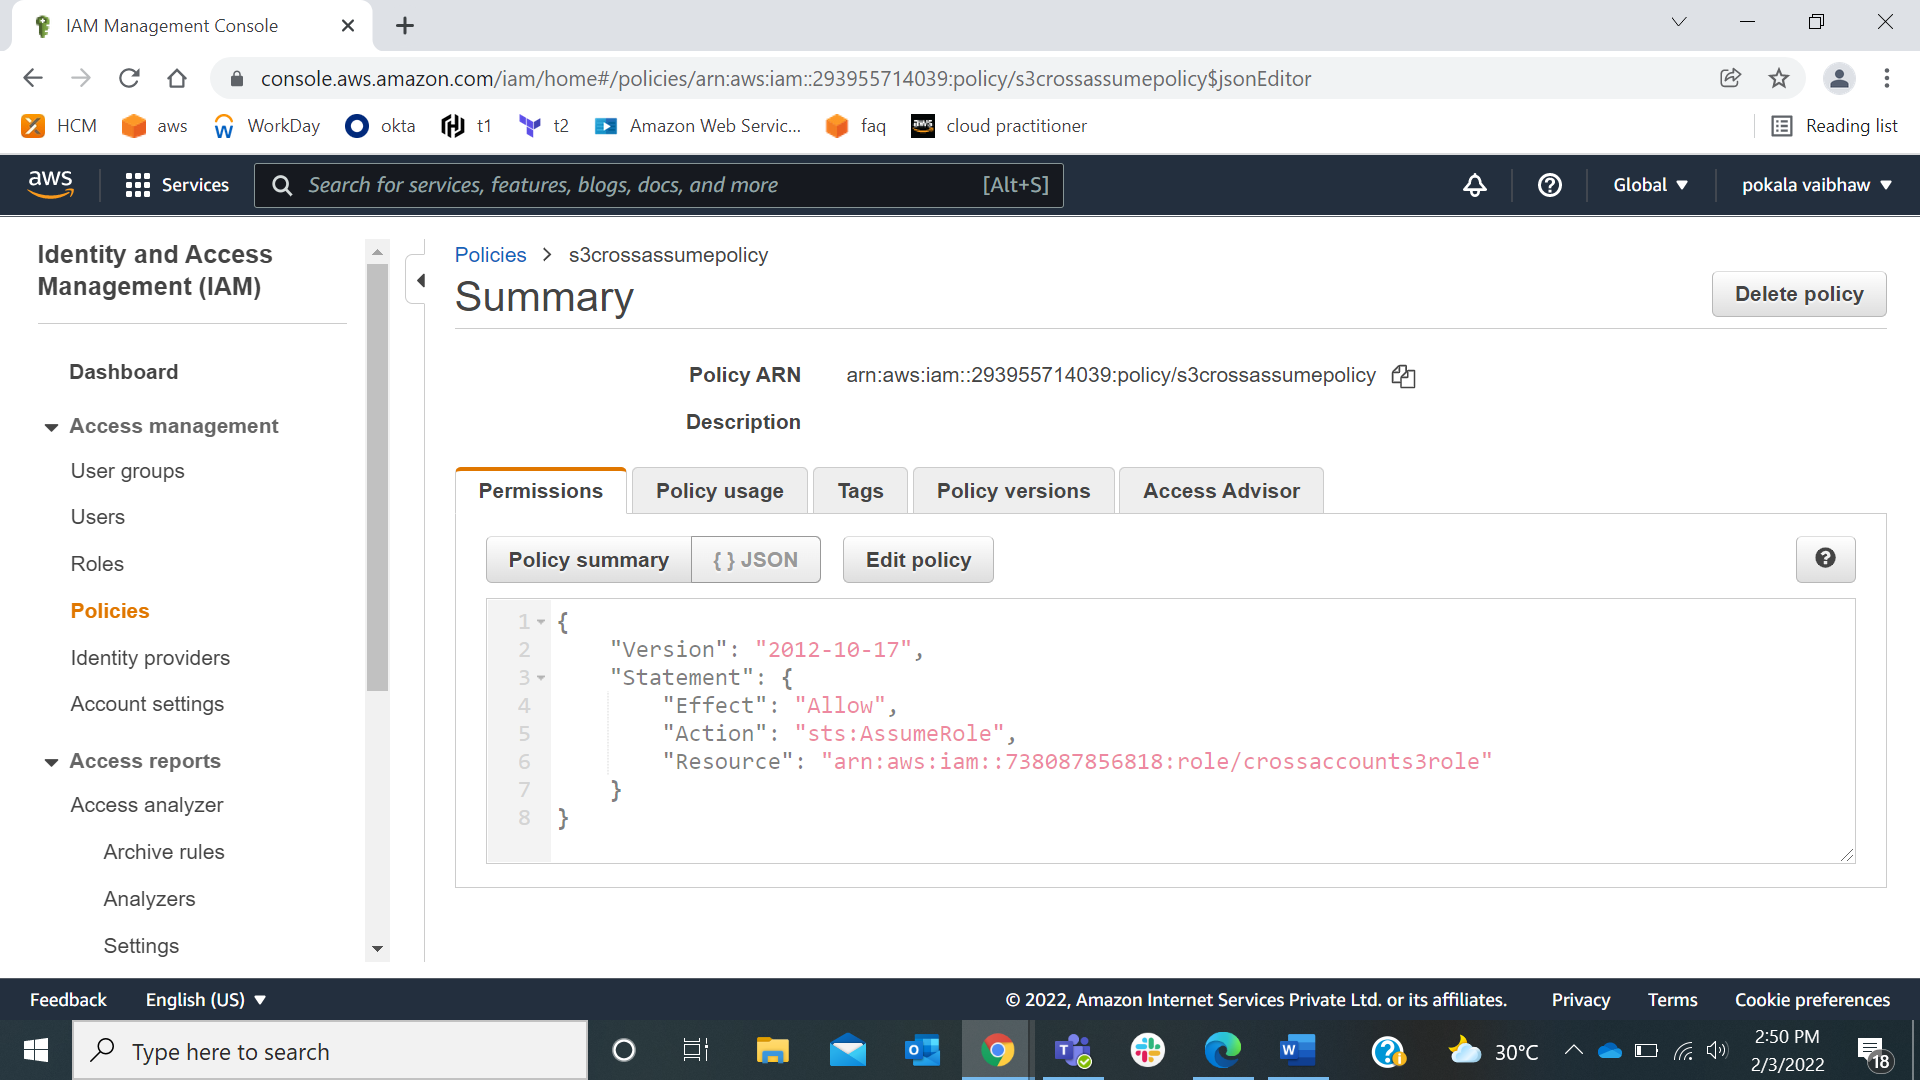 IAM Management Console
console.aws.amazon.com/iam/home#/policies/arn:aws:iam::293955714039:policy/s3crossassumepolicy$jsonEditor
HCM aws WorkDay okta t1 t2 Amazon Web Servic... faq aws cloud practitioner Reading list
aws Services Search for services, features, blogs, docs, and more [Alt+S] Global pokala vaibhaw
Identity and Access
Management (IAM)
Dashboard
Access management
User groups
Users
Roles
Policies
Identity providers
Account settings
Access reports
Access analyzer
Archive rules
Analyzers
Settings
Policies > s3crossassumepolicy
Summary
Delete policy
Policy ARN arn:aws:iam::293955714039:policy/s3crossassumepolicy
Description
Permissions Policy usage Tags Policy versions Access Advisor
Policy summary { } JSON Edit policy
1 {
2 "Version": "2012-10-17",
3 "Statement": {
4 "Effect": "Allow",
5 "Action": "sts:AssumeRole",
6 "Resource": "arn:aws:iam::738087856818:role/crossaccounts3role"
7 }
8 }
Feedback English (US) © 2022, Amazon Internet Services Private Ltd. or its affiliates. Privacy Terms Cookie preferences
Type here to search
30°C
2:50 PM
2/3/2022
18